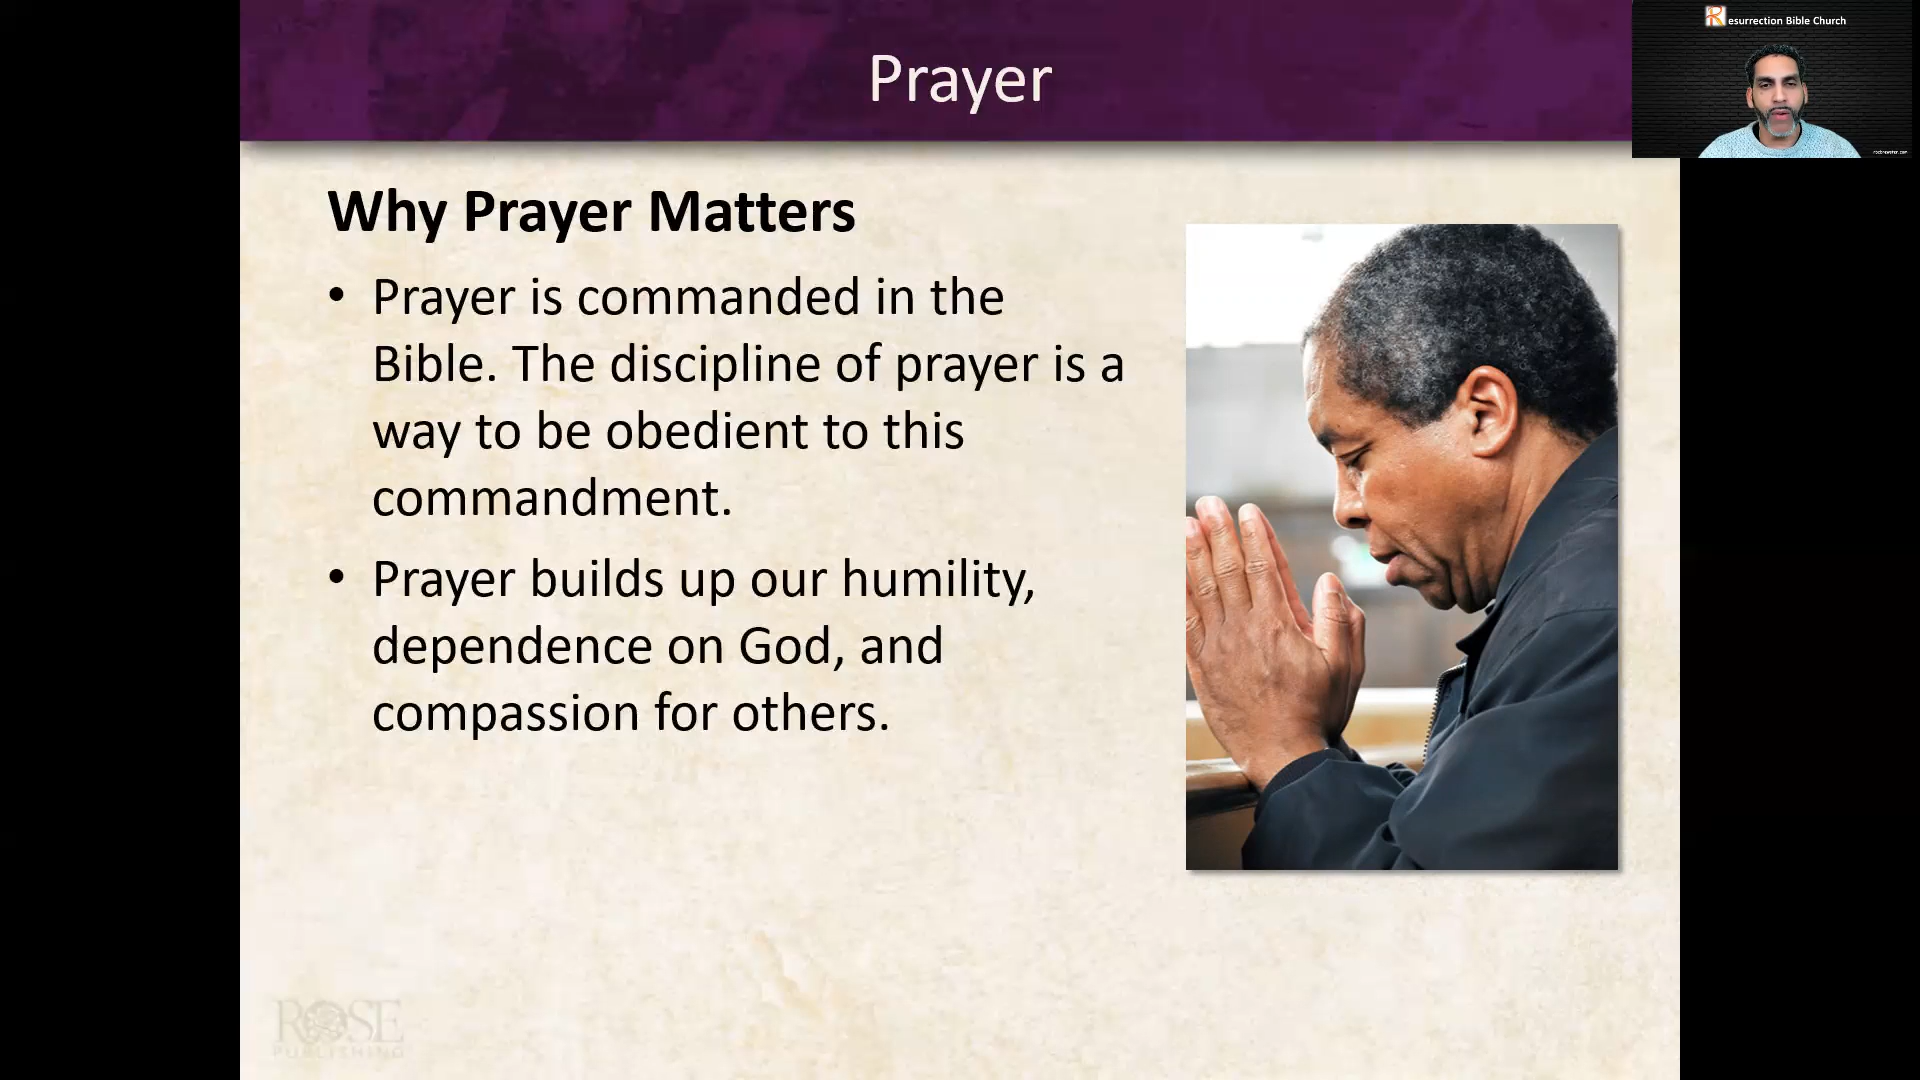 Prayer
Resurrection Bible Church
Why Prayer Matters
• Prayer is commanded in the
Bible. The discipline of prayer is a
way to be obedient to this
commandment.
• Prayer builds up our humility,
dependence on God, and
compassion for others.
ROSE
PUBLISHING